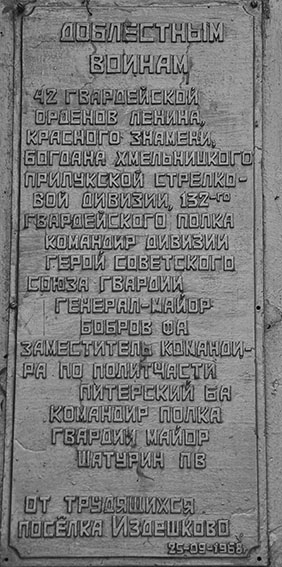 ДОБЛЕСТНЫМ
ВОИНАМ
42 ГВАРДЕЙСКОЙ
ОРДЕНОВ ЛЕНИНА,
КРАСНОГО ЗНАМЕНИ,
БОГДАНА ХМЕЛЬНИЦКОГО
ПРИЛУКСКОЙ СТРЕЛКО-
ВОЙ ДИВИЗИИ, 132-ГО
ГВАРДЕЙСКОГО ПОЛКА
КОМАНДИР ДИВИЗИИ
ГЕРОЙ СОВЕТСКОГО
СОЮЗА ГВАРДИИ
ГЕНЕРАЛ-МАЙОР
БОБРОВ ФА
ЗАМЕСТИТЕЛЬ КОМАНДИ-
РА ПО ПОЛИТЧАСТИ
ПИТЕРСКИЙ БА
КОМАНДИР ПОЛКА
ГВАРДИИ МАЙОР
ШАТУРИН ПВ
ОТ ТРУДЯЩИХСЯ
ПОСЁЛКА ИЗДЕШКОВО
25-09-1968г.